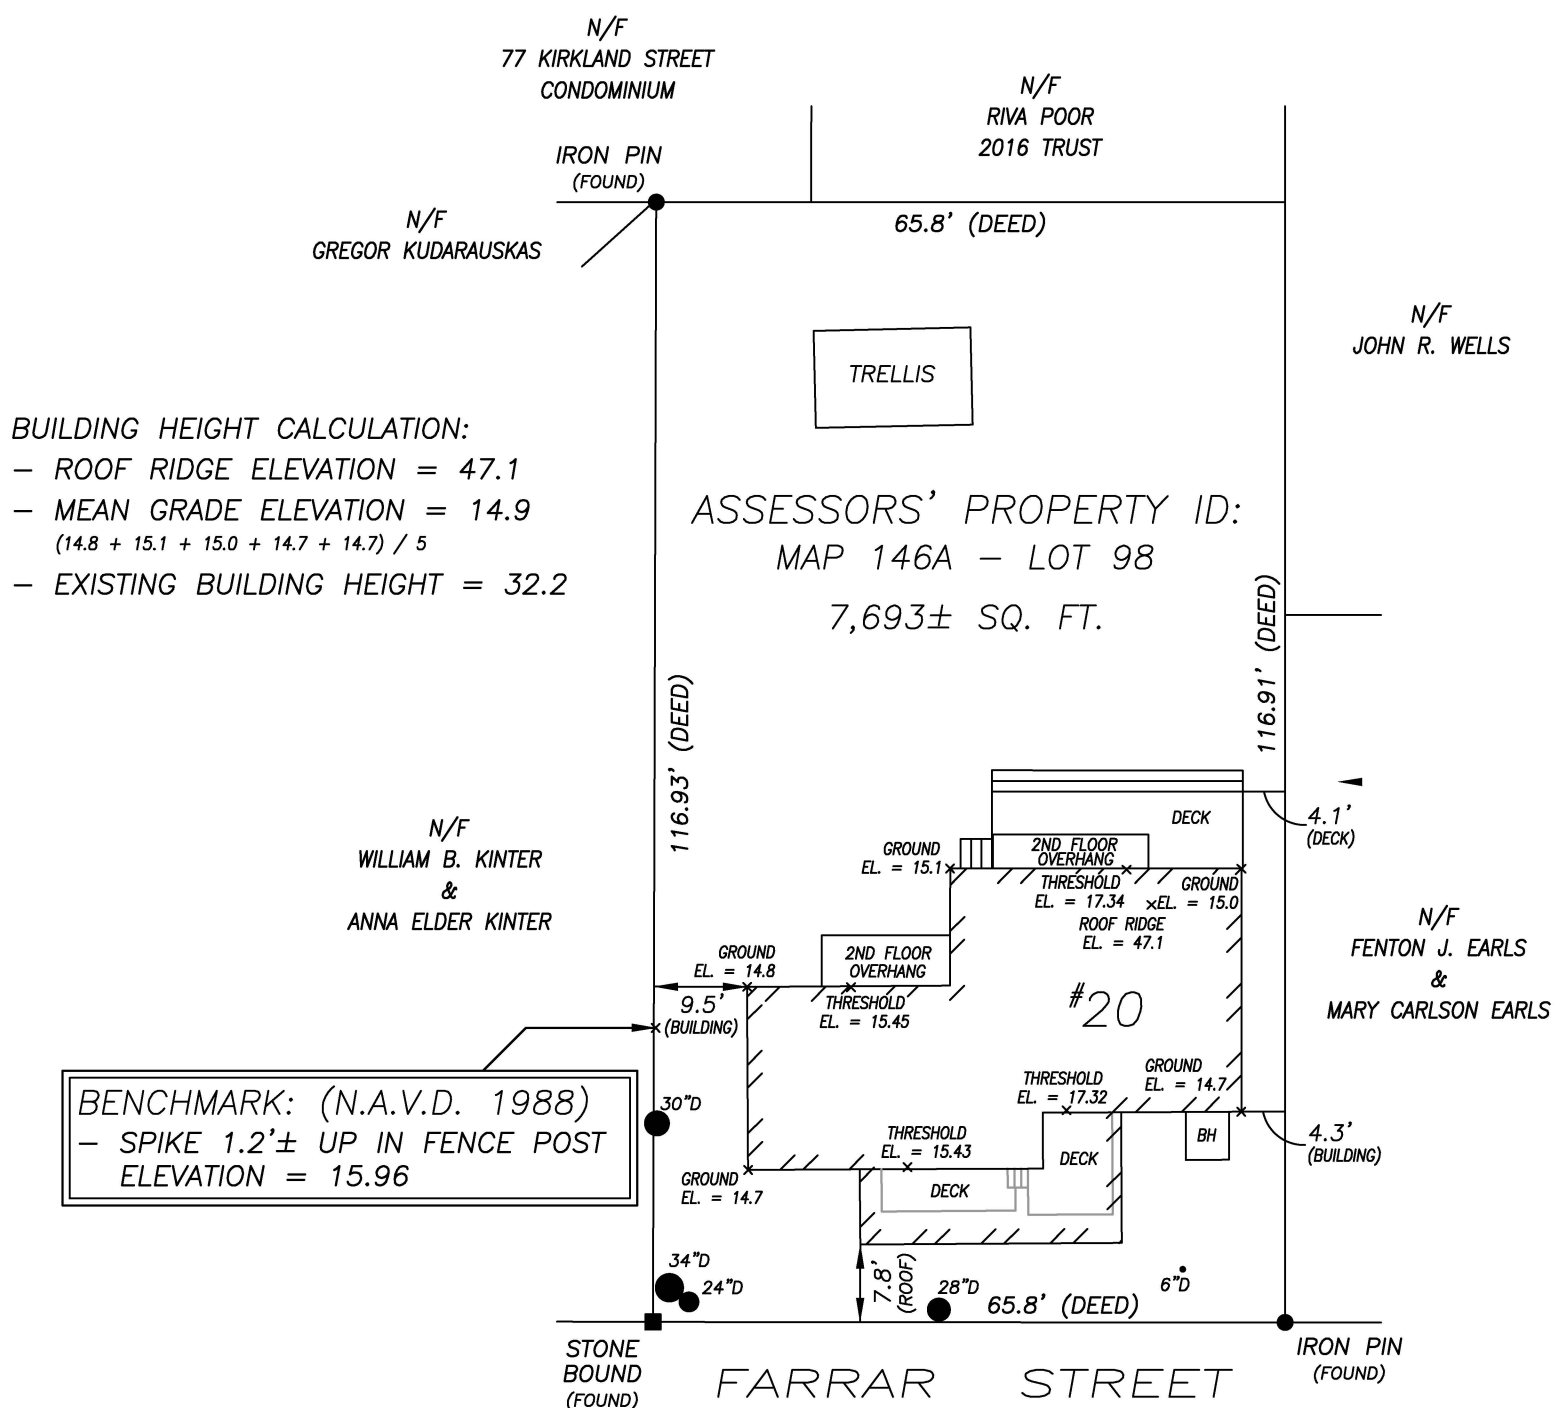 N/F
77 KIRKLAND STREET
CONDOMINIUM
N/F
RIVA POOR
2016 TRUST
IRON PIN
(FOUND)
N/F
GREGOR KUDARAUSKAS
65.8' (DEED)
N/F
JOHN R. WELLS
TRELLIS
BUILDING HEIGHT CALCULATION:
- ROOF RIDGE ELEVATION = 47.1
- MEAN GRADE ELEVATION = 14.9
(14.8 + 15.1 + 15.0 + 14.7 + 14.7) / 5
- EXISTING BUILDING HEIGHT = 32.2
ASSESSORS' PROPERTY ID:
MAP 146A - LOT 98
7,693± SQ. FT.
116.91' (DEED)
116.93' (DEED)
DECK
4.1'
(DECK)
2ND FLOOR
OVERHANG
GROUND
EL. = 15.1
THRESHOLD
EL. = 17.34
GROUND
EL. = 15.0
ROOF RIDGE
EL. = 47.1
N/F
WILLIAM B. KINTER
&
ANNA ELDER KINTER
N/F
FENTON J. EARLS
&
MARY CARLSON EARLS
GROUND
EL. = 14.8
2ND FLOOR
OVERHANG
9.5'
(BUILDING)
THRESHOLD
EL. = 15.45
#20
BENCHMARK: (N.A.V.D. 1988)
- SPIKE 1.2'± UP IN FENCE POST
ELEVATION = 15.96
30"D
THRESHOLD
EL. = 17.32
GROUND
EL. = 14.7
BH
4.3'
(BUILDING)
THRESHOLD
EL. = 15.43
DECK
GROUND
EL. = 14.7
DECK
34"D
24"D
7.8'
(ROOF)
28"D
65.8' (DEED)
6"D
STONE
BOUND
(FOUND)
IRON PIN
(FOUND)
FARRAR STREET